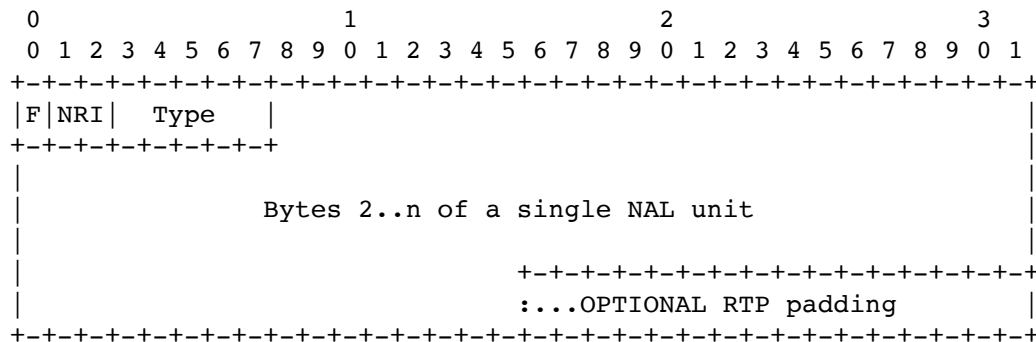 0                   1                   2                   3
 0 1 2 3 4 5 6 7 8 9 0 1 2 3 4 5 6 7 8 9 0 1 2 3 4 5 6 7 8 9 0 1
+-+-+-+-+-+-+-+-+-+-+-+-+-+-+-+-+-+-+-+-+-+-+-+-+-+-+-+-+-+-+-+-+
|F|NRI|  Type   |                                               |
+-+-+-+-+-+-+-+-+                                               |
|                                                               |
|               Bytes 2..n of a single NAL unit                 |
|                                                               |
|                               +-+-+-+-+-+-+-+-+-+-+-+-+-+-+-+-+
|                               :...OPTIONAL RTP padding        |
+-+-+-+-+-+-+-+-+-+-+-+-+-+-+-+-+-+-+-+-+-+-+-+-+-+-+-+-+-+-+-+-+